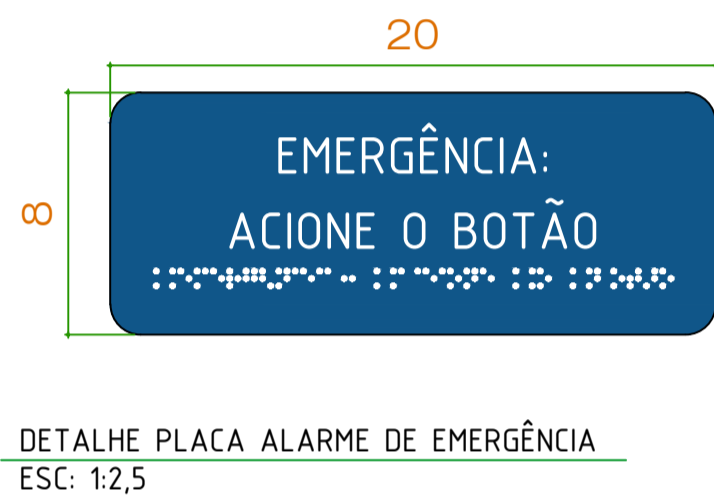 20
8
EMERGÊNCIA:
ACIONE O BOTÃO
DETALHE PLACA ALARME DE EMERGÊNCIA
ESC: 1:2,5